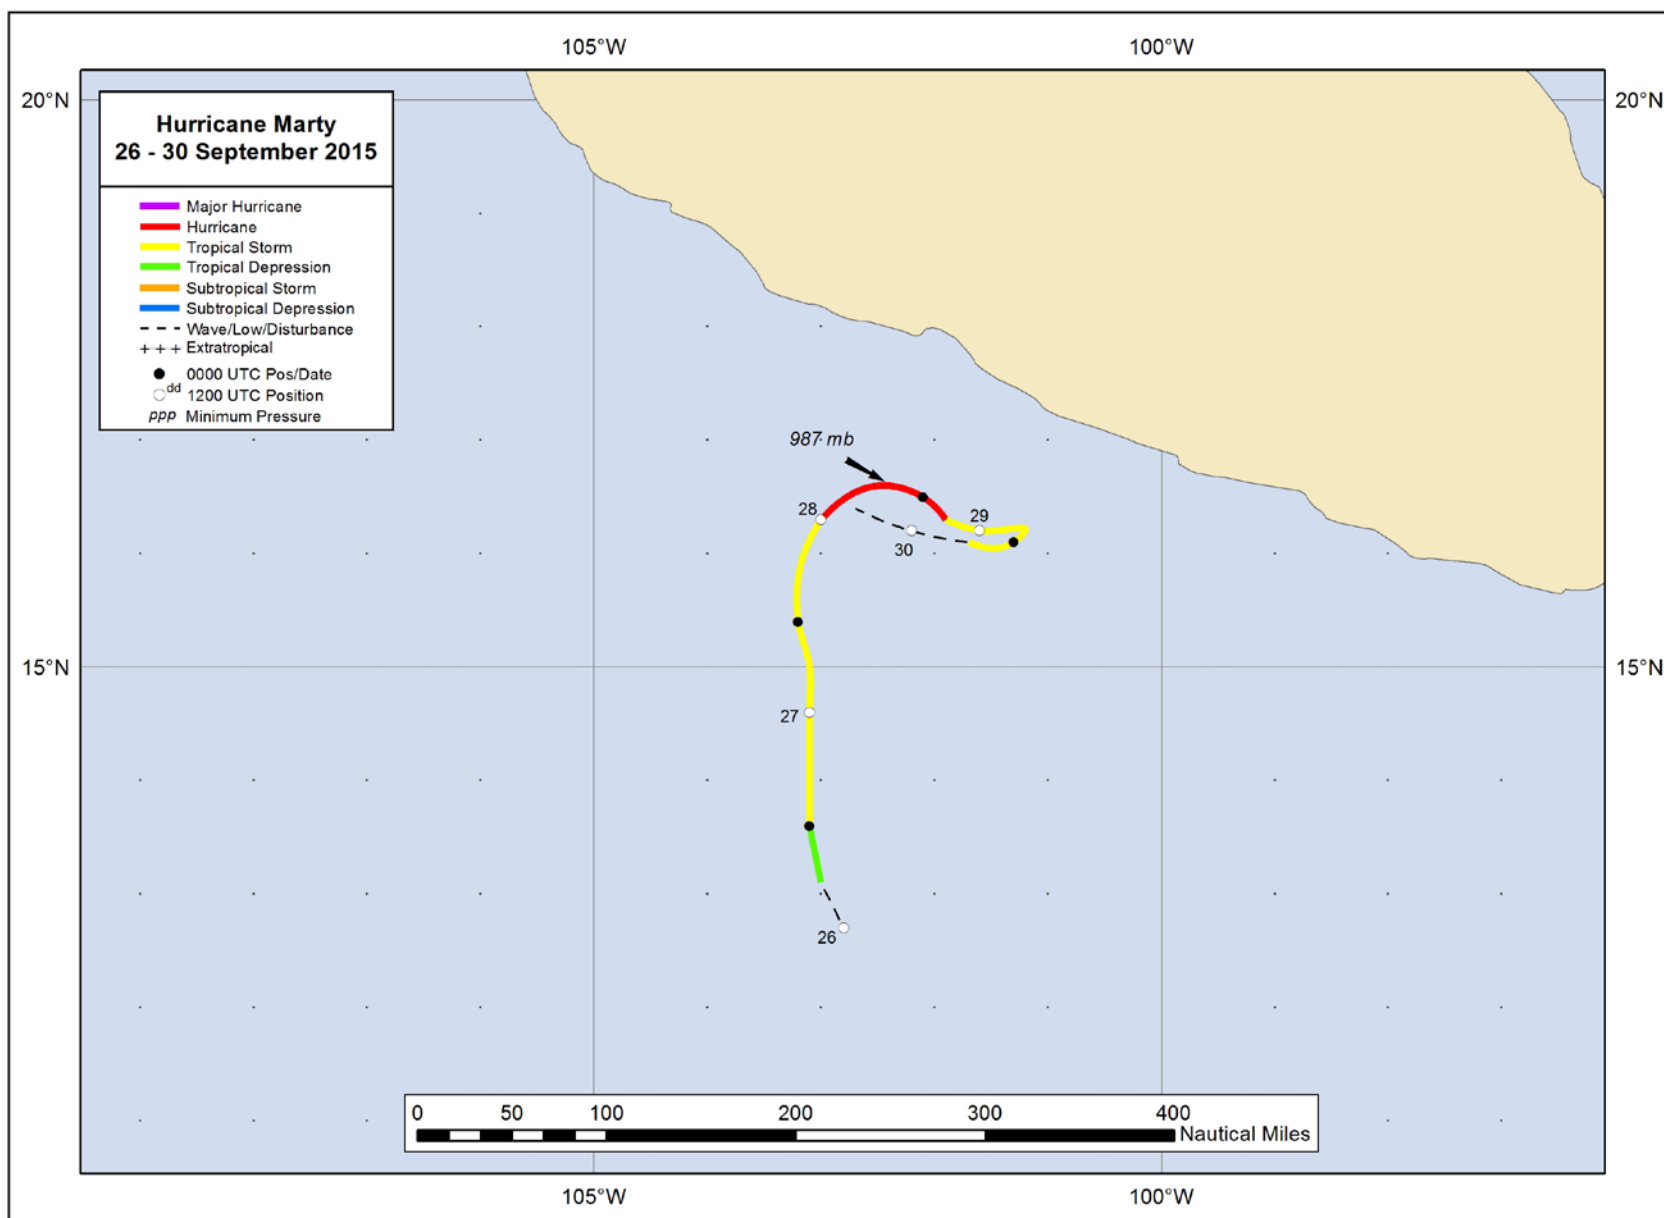 105°W
100°W
20°N
20°N
Hurricane Marty
26 - 30 September 2015
Major Hurricane
Hurricane
Tropical Storm
Tropical Depression
Subtropical Storm
Subtropical Depression
Wave/Low/Disturbance
+++ Extratropical
0000 UTC Pos/Date
dd 1200 UTC Position
ppp Minimum Pressure
987 mb
28
29
30
15°N
15°N
27
26
0 50 100 200 300 400
Nautical Miles
105°W
100°W